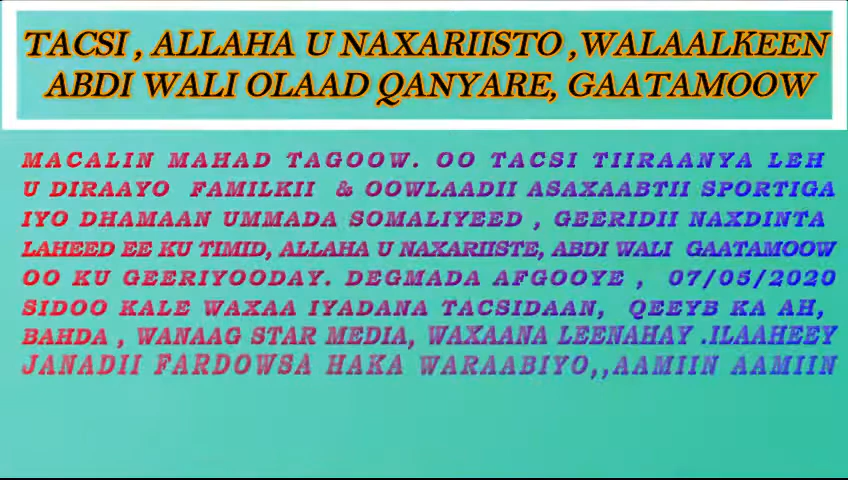 TACSI , ALLAHA U NAXARIISTO ,WALAALKEEN
ABDI WALI OLAAD QANYARE, GAATAMOOW
MACALIN MAHAD TAGOOW. OO TACSI TIIRAANYA LEH
U DIRAAYO FAMILKII & OOWLAADII ASAXAABTII SPORTIGA
IYO DHAMAAN UMMADA SOMALIYEED , GEERIDII NAXDINTA
LAHEED EE KU TIMID, ALLAHA U NAXARIISTE, ABDI WALI GAATAMOOW
OO KU GEERIYOODAY. DEGMADA AFGOOYE , 07/05/2020
SIDOO KALE WAXAA IYADANA TACSIDAAN, QEEYB KA AH,
BAHDA , WANAAG STAR MEDIA, WAXAANA LEENAHAY .ILAAHEEY
JANADII FARDOWSA HAKA WARAABIYO,,AAMIIN AAMIIN